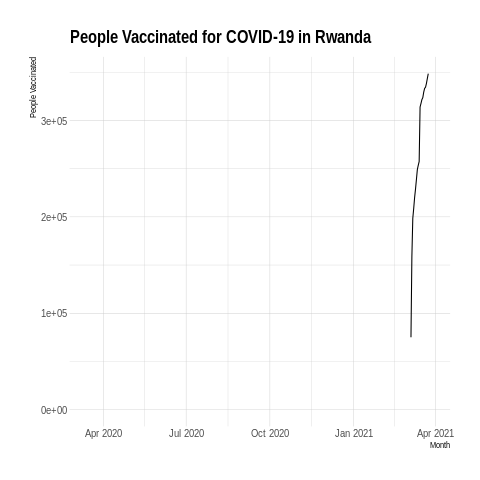 People Vaccinated for COVID-19 in Rwanda
People Vaccinated
3e+05
2e+05
1e+05
0e+00
Apr 2020 Jul 2020 Oct 2020 Jan 2021 Apr 2021
Month